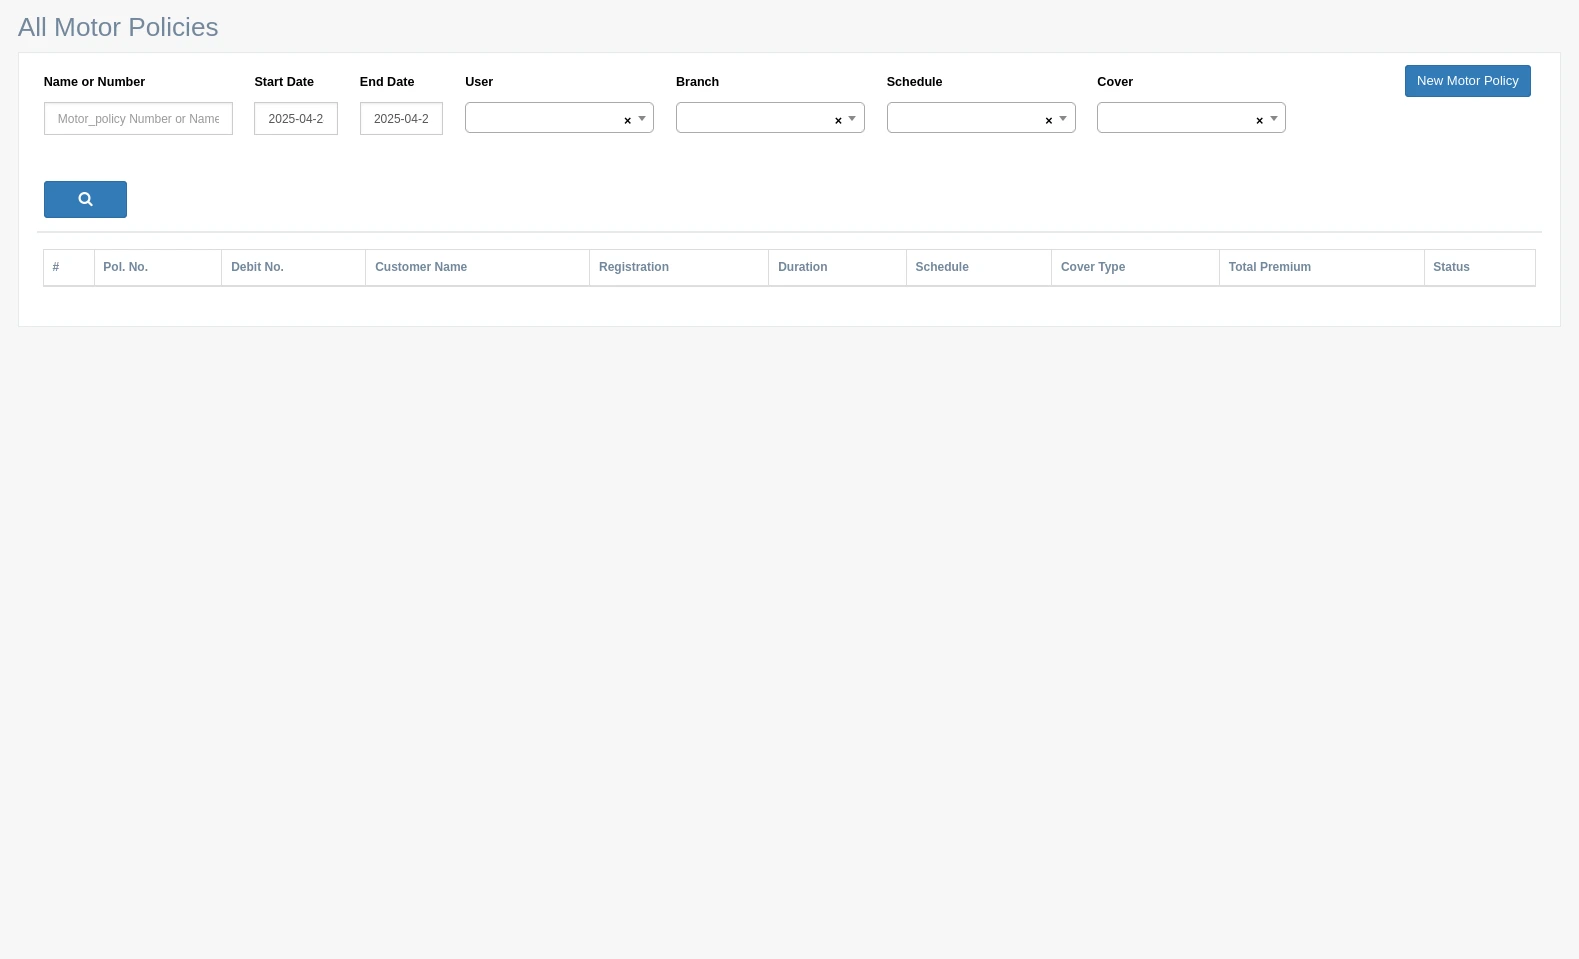 All Motor Policies
Name or Number Start Date End Date User Branch Schedule Cover New Motor Policy
Motor_policy Number or Name 2025-04-2 2025-04-2 × × × ×
# Pol. No. Debit No. Customer Name Registration Duration Schedule Cover Type Total Premium Status